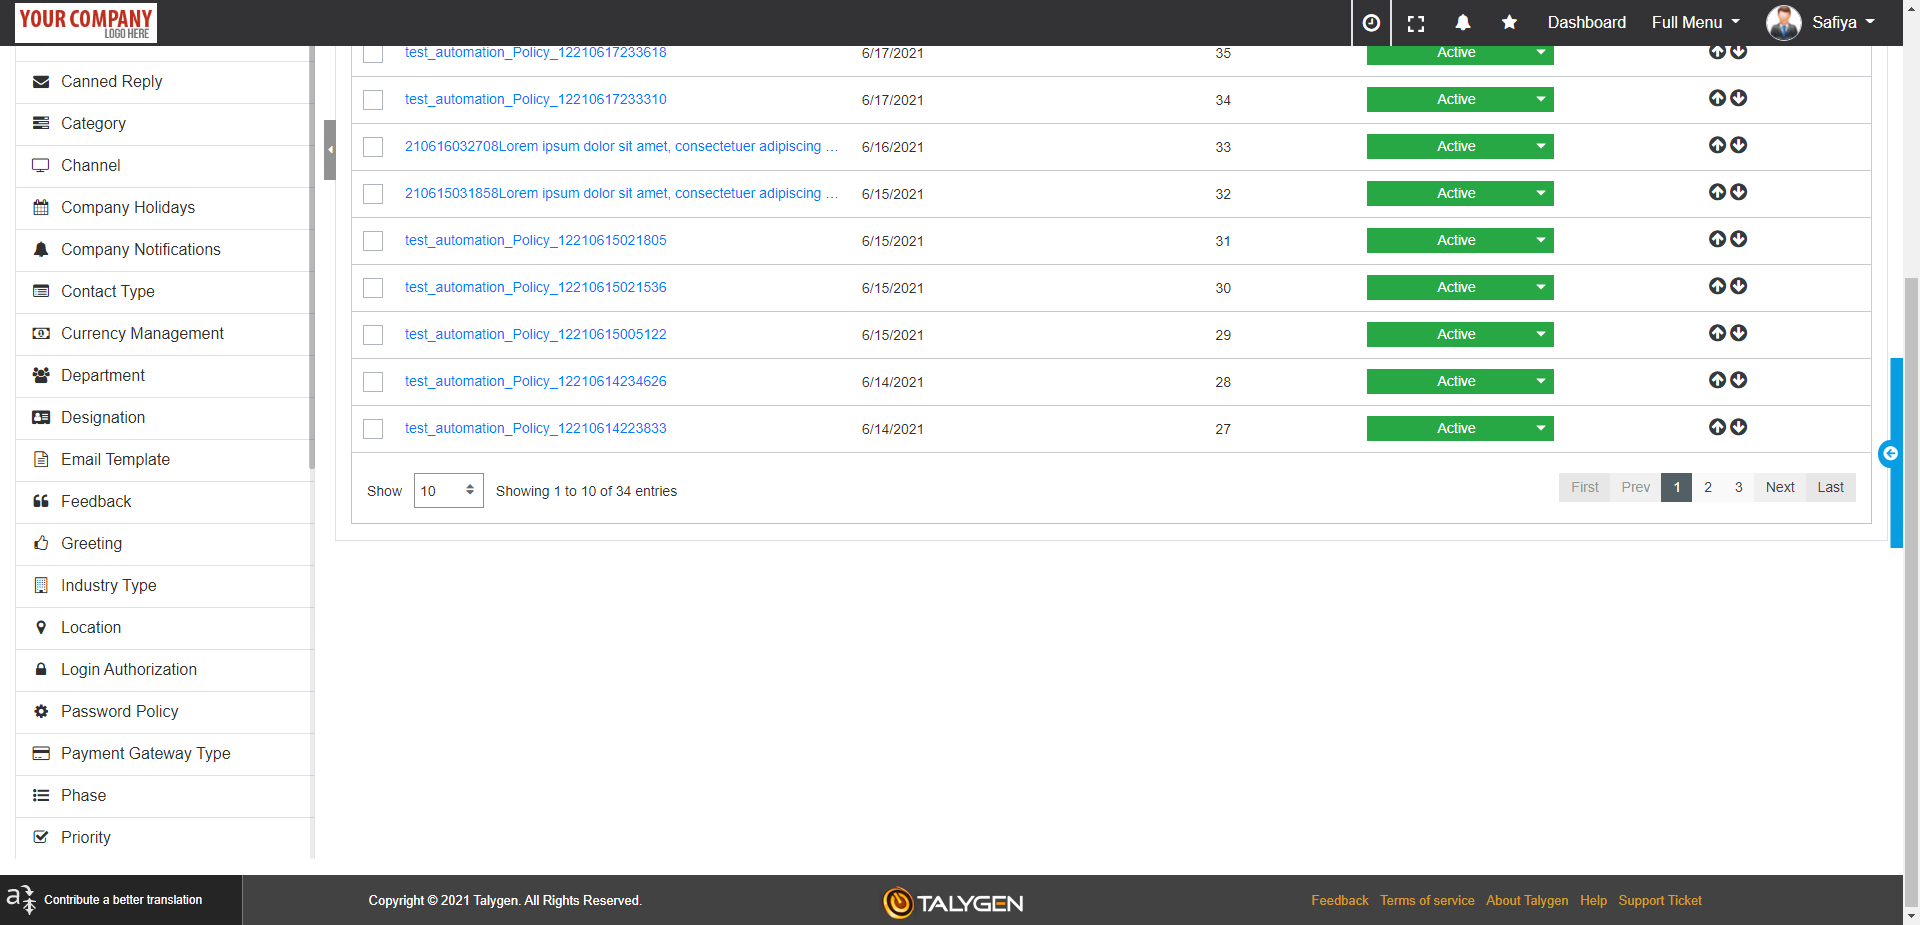 YOUR COMPANY
LOGO HERE
Dashboard
Full Menu
Safiya
Canned Reply
Category
Channel
Company Holidays
Company Notifications
Contact Type
Currency Management
Department
Designation
Email Template
Feedback
Greeting
Industry Type
Location
Login Authorization
Password Policy
Payment Gateway Type
Phase
Priority
test_automation_Policy_12210617233618 6/17/2021 35 Active
test_automation_Policy_12210617233310 6/17/2021 34 Active
210616032708Lorem ipsum dolor sit amet, consectetuer adipiscing ... 6/16/2021 33 Active
210615031858Lorem ipsum dolor sit amet, consectetuer adipiscing ... 6/15/2021 32 Active
test_automation_Policy_12210615021805 6/15/2021 31 Active
test_automation_Policy_12210615021536 6/15/2021 30 Active
test_automation_Policy_12210615005122 6/15/2021 29 Active
test_automation_Policy_12210614234626 6/14/2021 28 Active
test_automation_Policy_12210614223833 6/14/2021 27 Active
Show 10 Showing 1 to 10 of 34 entries First Prev 1 2 3 Next Last
Contribute a better translation
Copyright © 2021 Talygen. All Rights Reserved.
TALYGEN
Feedback Terms of service About Talygen Help Support Ticket